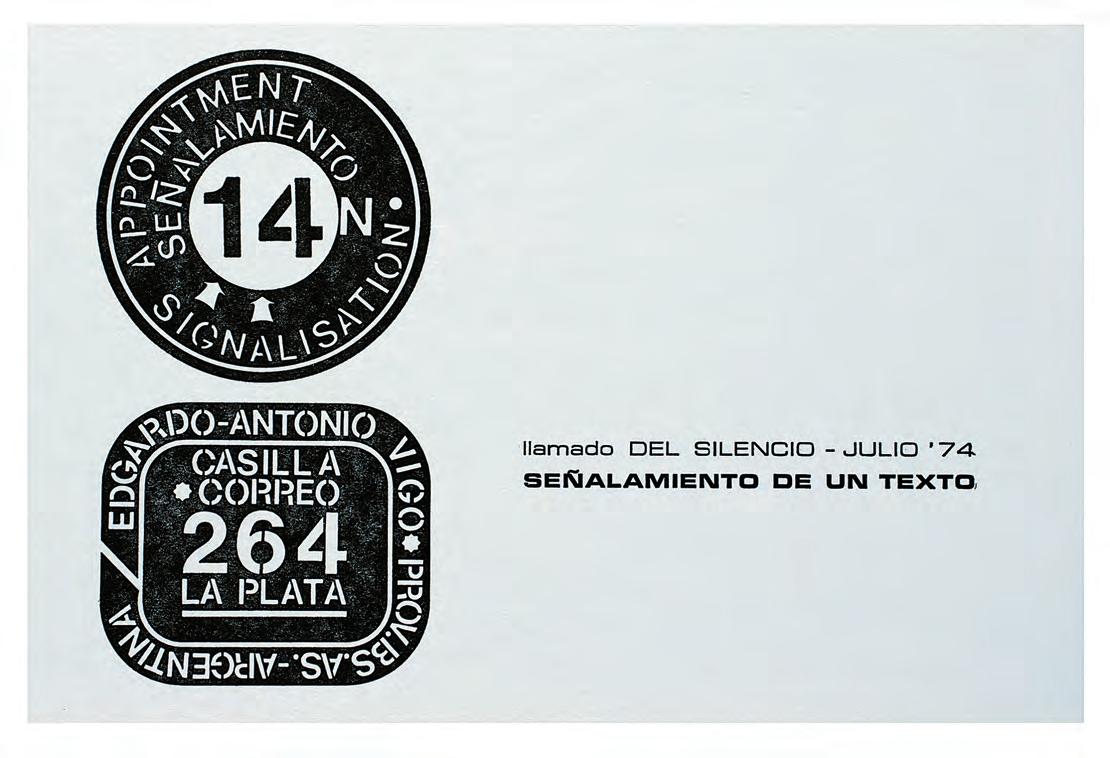 APPOINTMENT
SEÑALAMIENTO
14
N
SIGNALISATION.
EDGARDO-ANTONIO VIGO
PROV.BS.AS.-ARGENTINA
CASILLA
CORREO
264
LA PLATA
llamado DEL SILENCIO - JULIO '74
SEÑALAMIENTO DE UN TEXTO